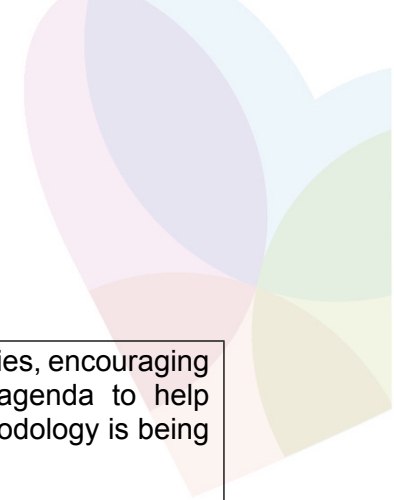 ies, encouraging
agenda to help
odology is being